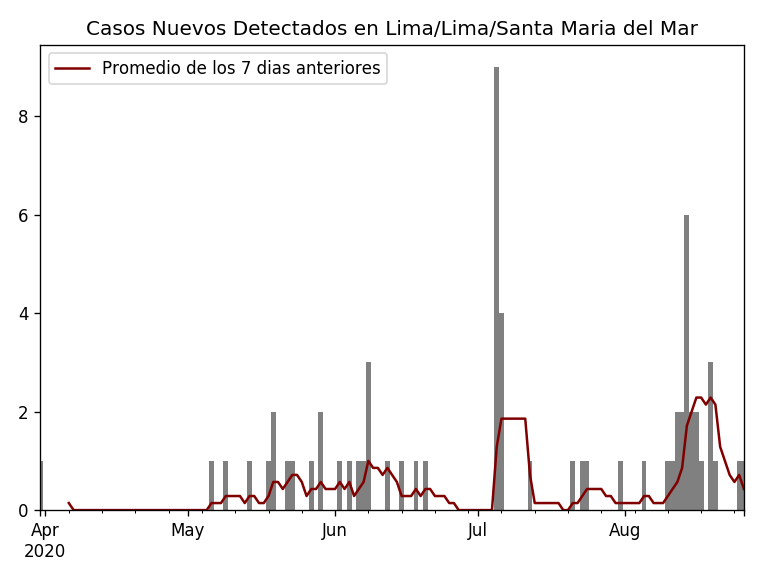 Casos Nuevos Detectados en Lima/Lima/Santa Maria del Mar
Promedio de los 7 dias anteriores
8
6
4
2
0
Apr May Jun Jul Aug
2020